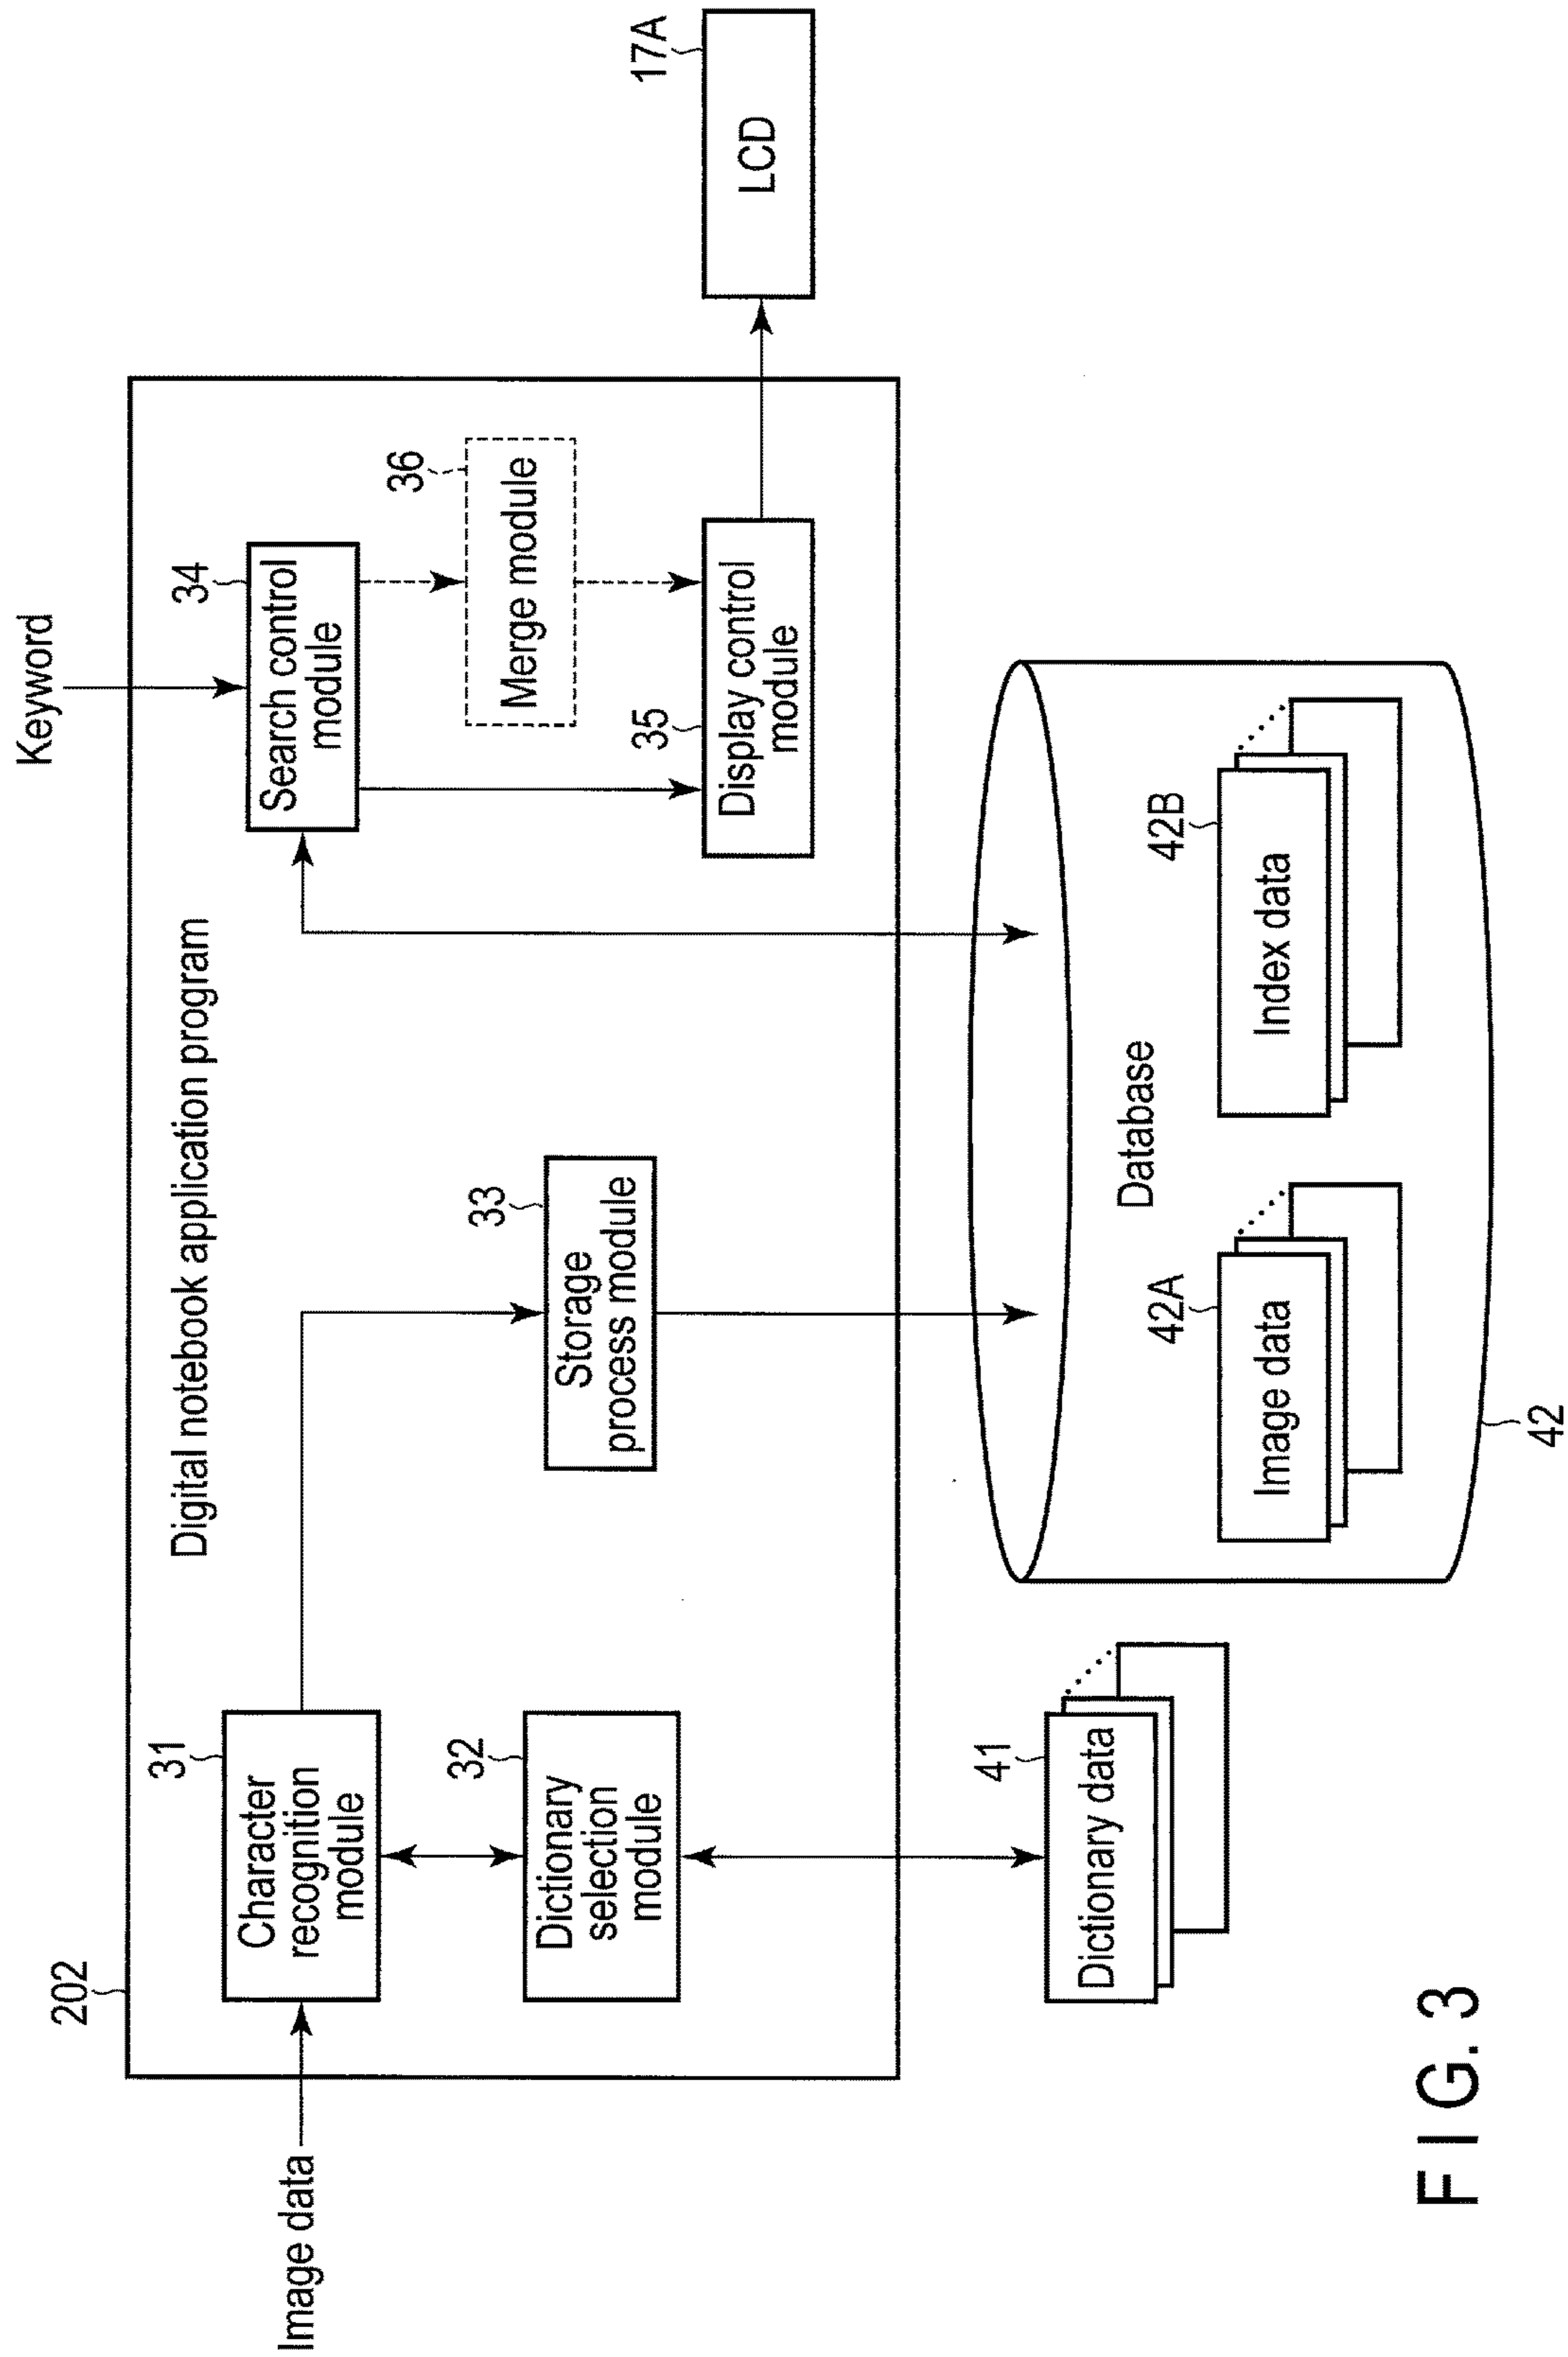 Keyword
202
Digital notebook application program
31
Character
recognition
module
34
Search control
module
36
Merge module
17A
LCD
Image data
32
Dictionary
selection
module
33
Storage
process module
35
Display control
module
41
Dictionary data
Database
42A
Image data
42B
Index data
42
FIG. 3